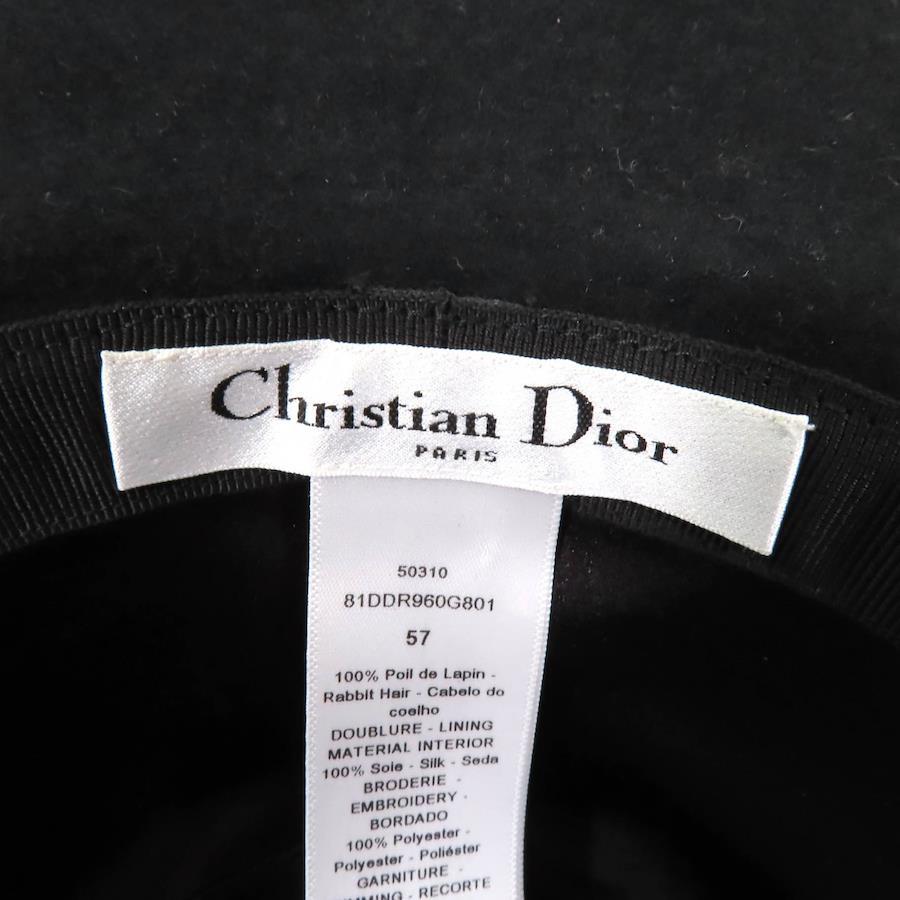 Christian Dior
PARIS
50310
81DDR960G801
57
100% Poil de Lapin -
Rabbit Hair - Cabelo do
coelho
DOUBLURE - LINING
MATERIAL INTERIOR
100% Soie - Silk - Seda
BRODERIE -
EMBROIDERY -
BORDADO
100% Polyester -
Polyester - Poliéster
GARNITURE -
- RECORTE